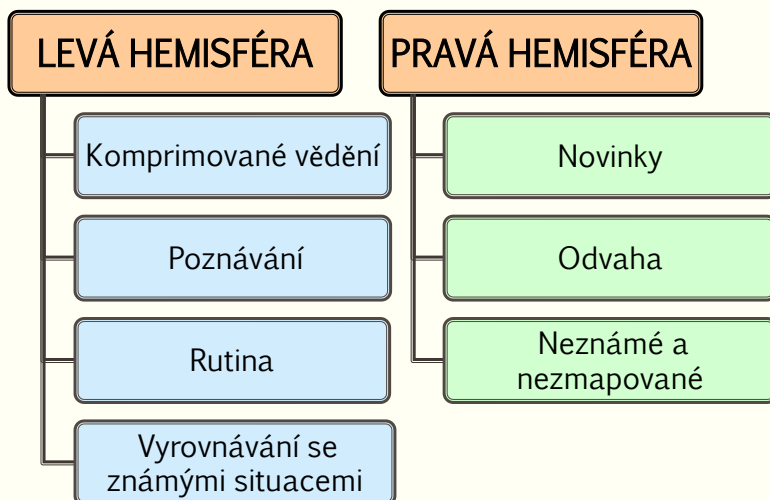 LEVÁ HEMISFÉRA
Komprimované vědění
Poznávání
Rutina
Vyrovnávání se
známými situacemi
PRAVÁ HEMISFÉRA
Novinky
Odvaha
Neznámé a
nezmapované